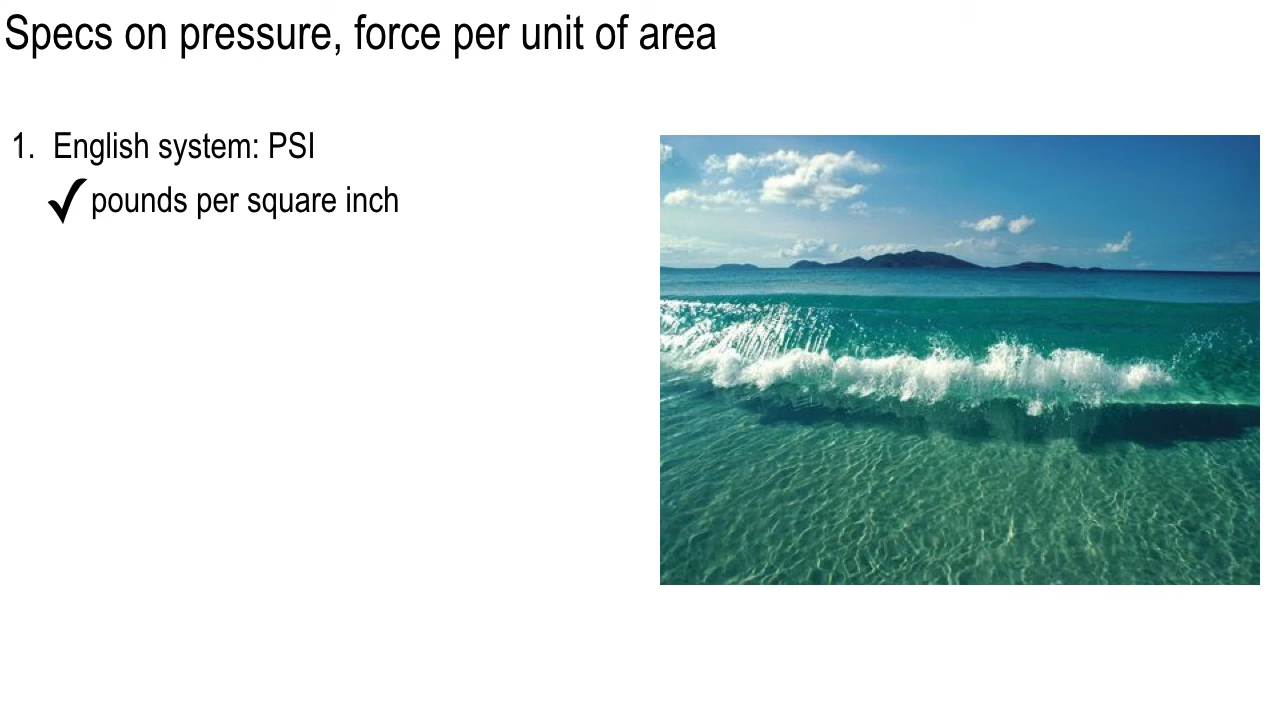 Specs on pressure, force per unit of area
1. English system: PSI
✓ pounds per square inch